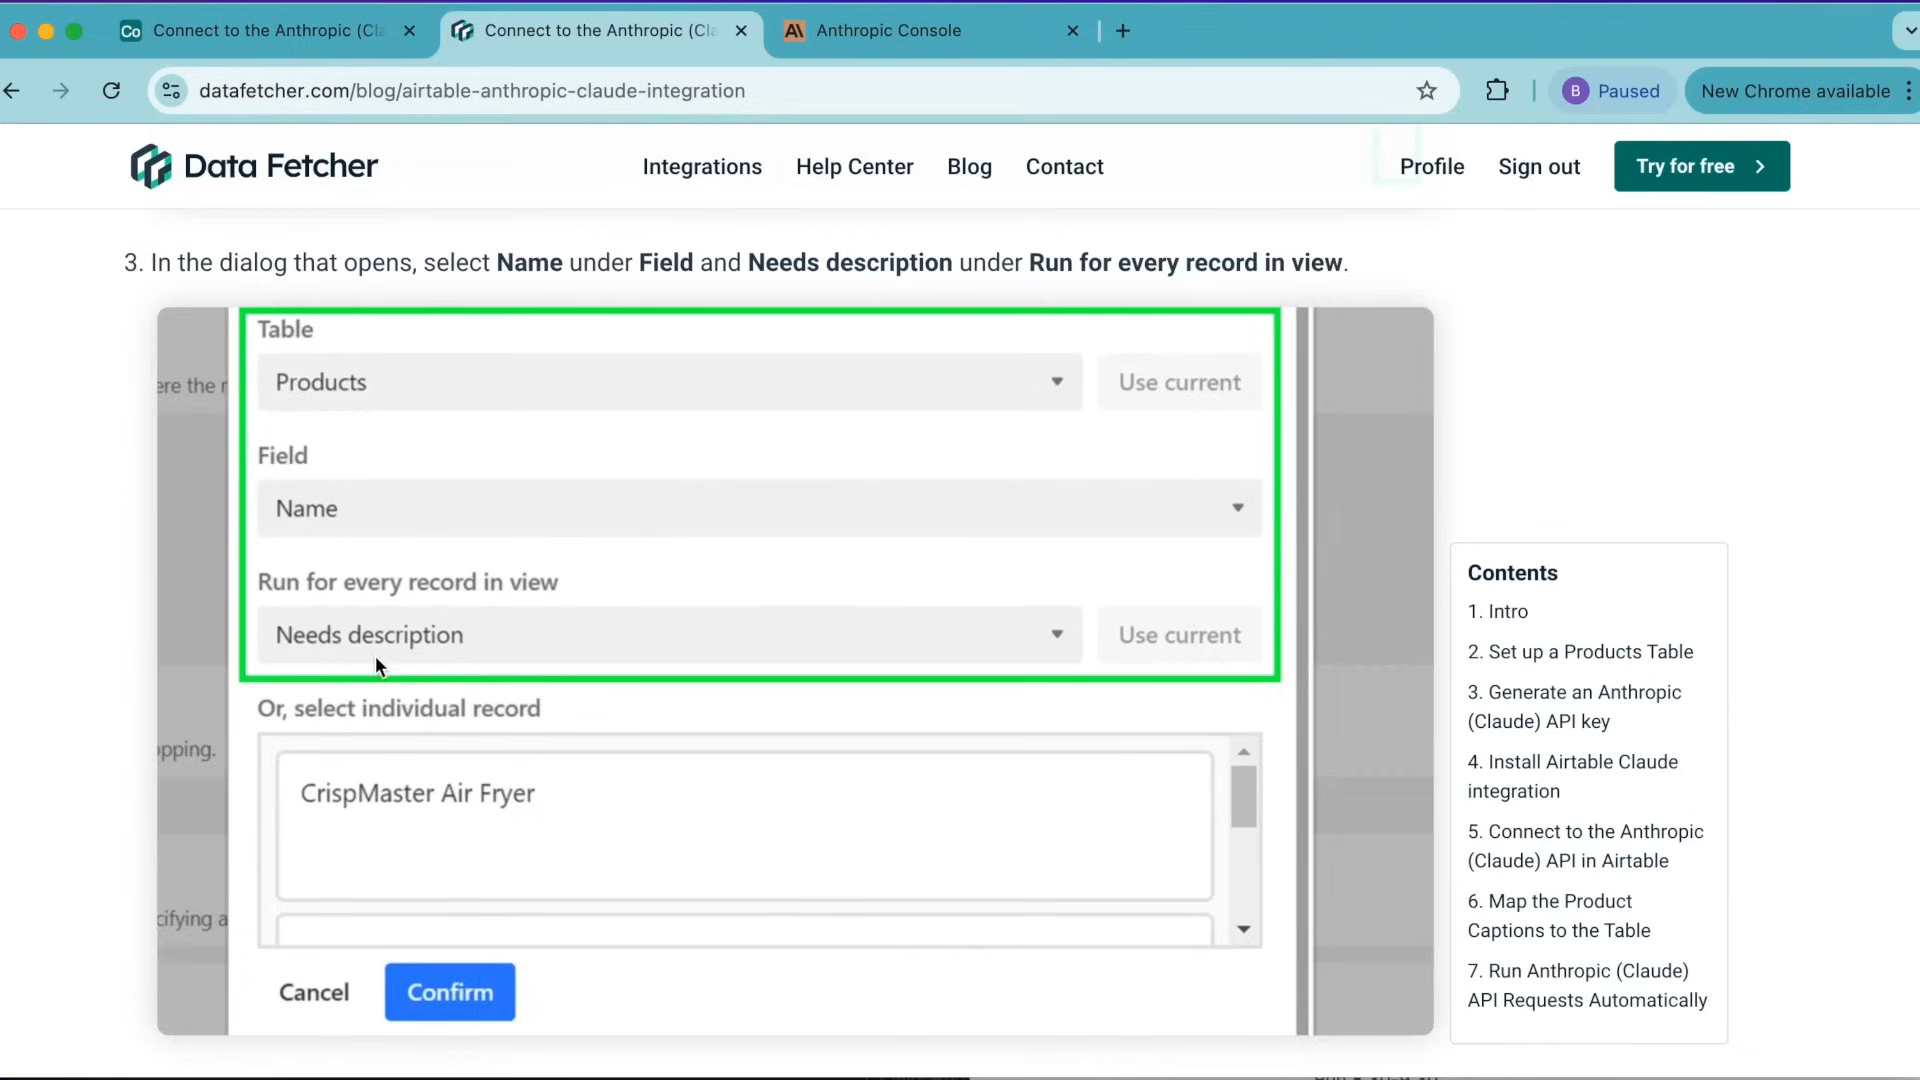 Co Connect to the Anthropic (Cla
Connect to the Anthropic (Cla
A\ Anthropic Console
datafetcher.com/blog/airtable-anthropic-claude-integration
B Paused
New Chrome available
Data Fetcher
Integrations
Help Center
Blog
Contact
Profile
Sign out
Try for free
3. In the dialog that opens, select Name under Field and Needs description under Run for every record in view.
Table
ere the r
Products
Use current
Field
Name
Run for every record in view
Needs description
Use current
Or, select individual record
opping.
CrispMaster Air Fryer
cifying a
Cancel
Confirm
Contents
1. Intro
2. Set up a Products Table
3. Generate an Anthropic
(Claude) API key
4. Install Airtable Claude
integration
5. Connect to the Anthropic
(Claude) API in Airtable
6. Map the Product
Captions to the Table
7. Run Anthropic (Claude)
API Requests Automatically